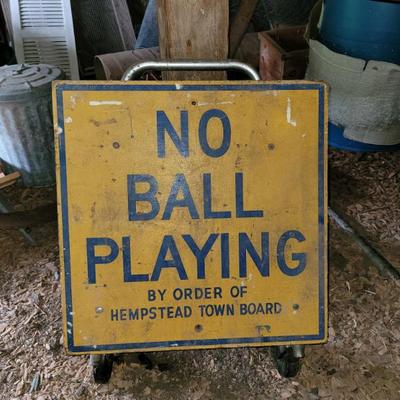 NO
BALL
PLAYING
BY ORDER OF
HEMPSTEAD TOWN BOARD